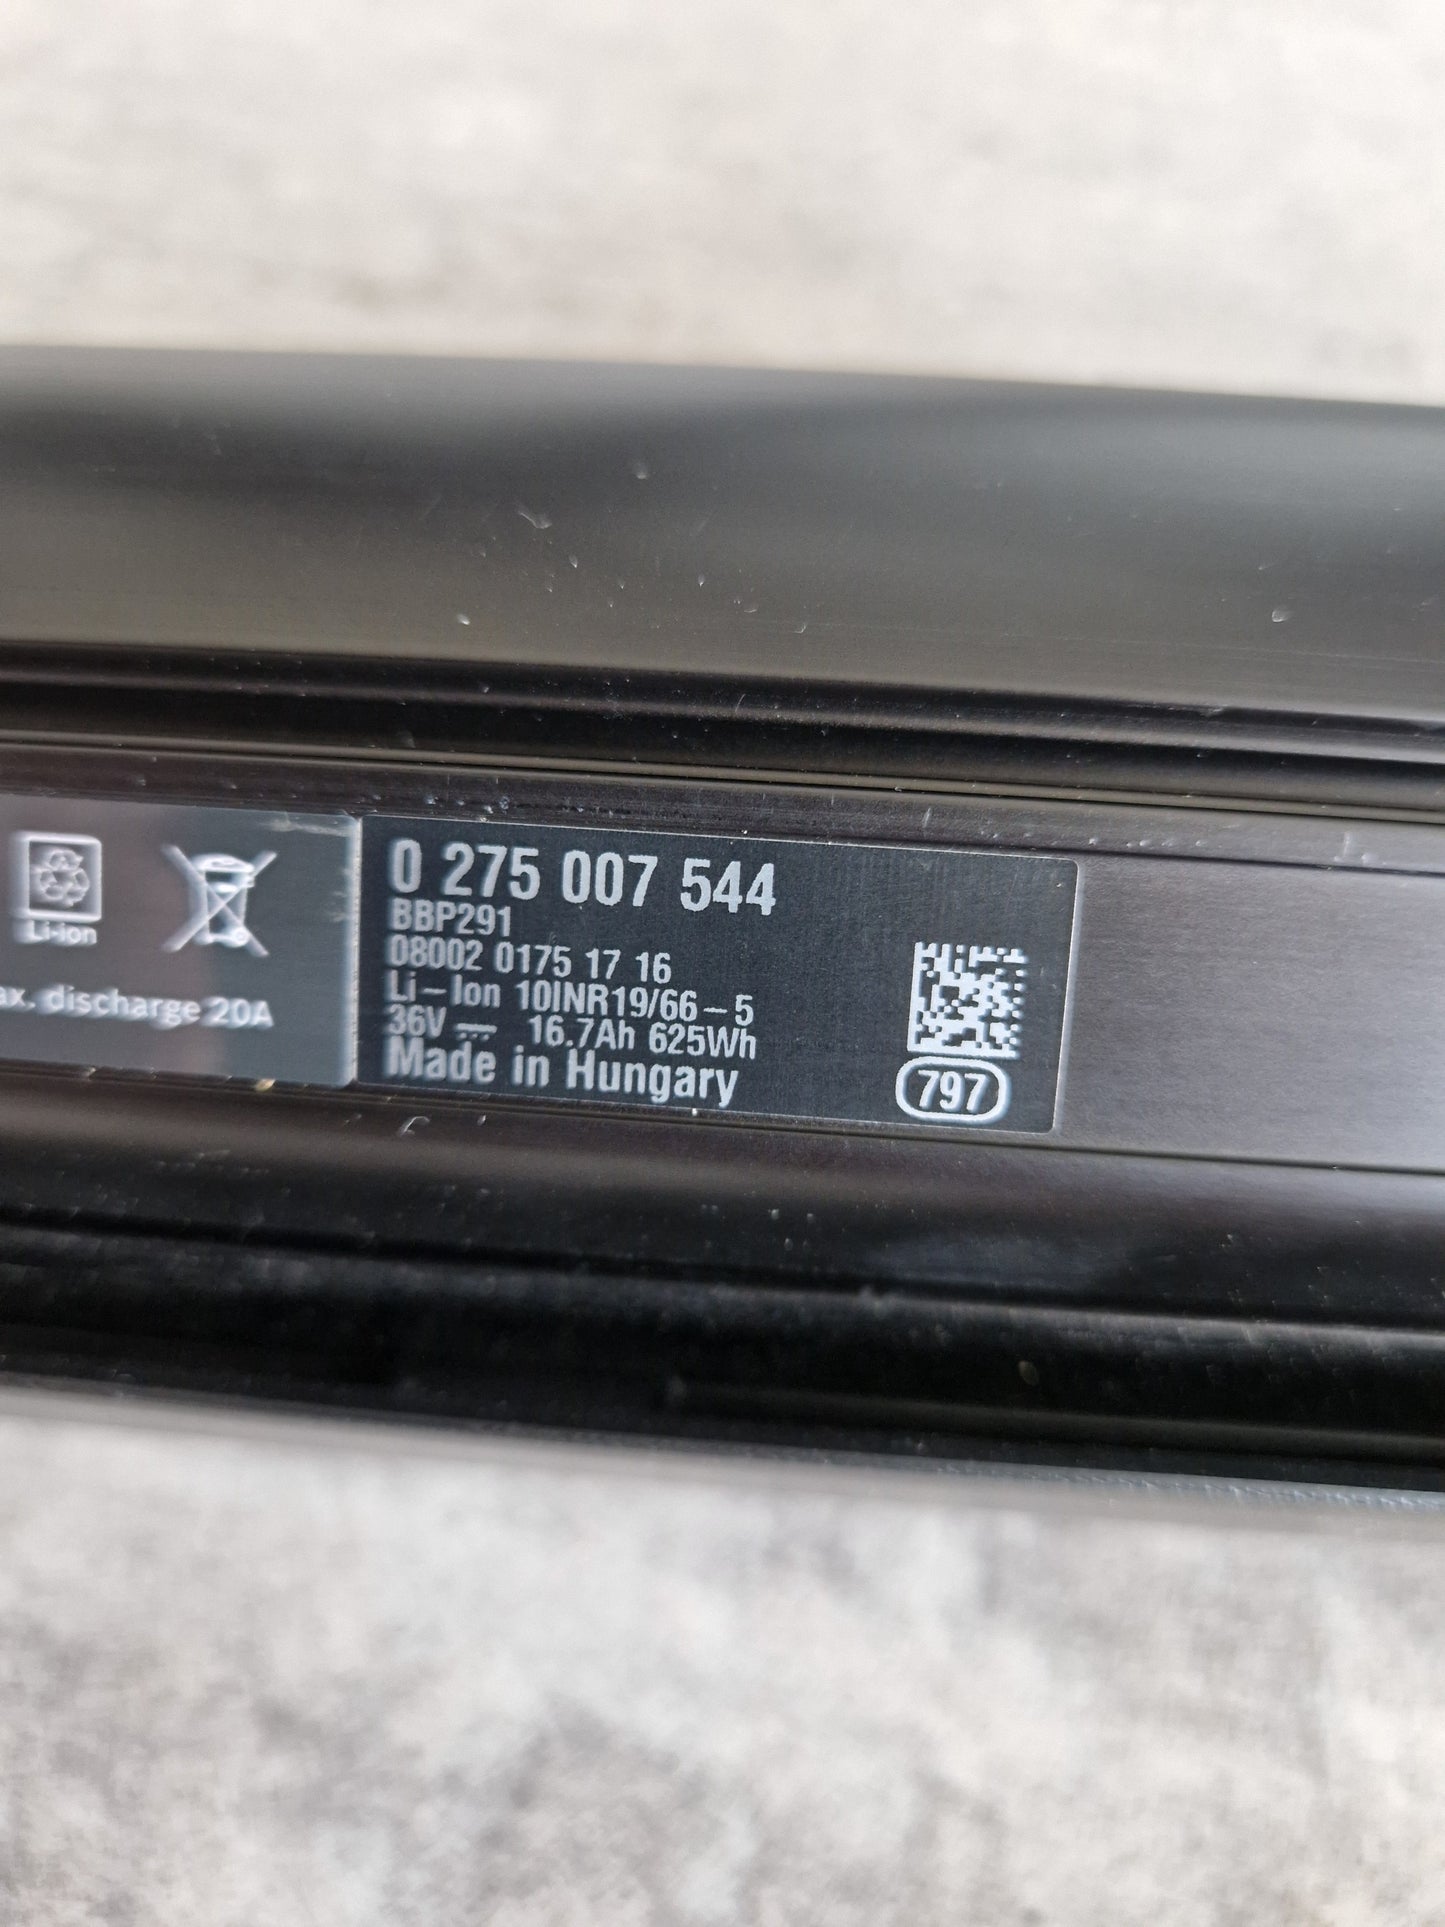 Li-ion
discharge 20A
0 275 007 544
BBP291
08002 0175 17 16
Li-Ion 10INR19/66-5
36V ⎓ 16.7Ah 625Wh
Made in Hungary
797